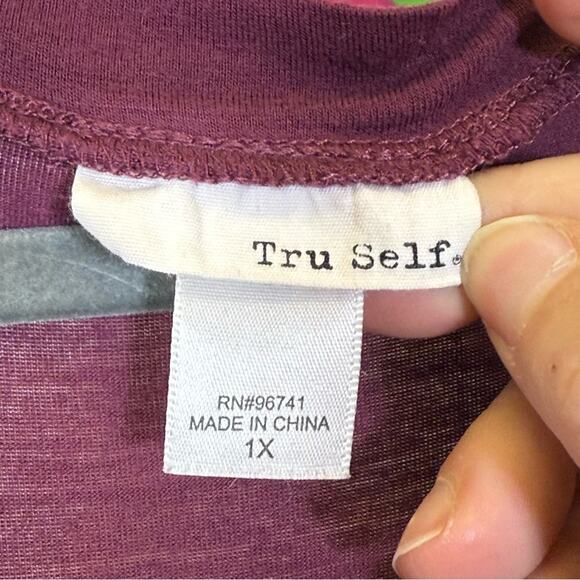 Tru Self®
RN#96741
MADE IN CHINA
1X